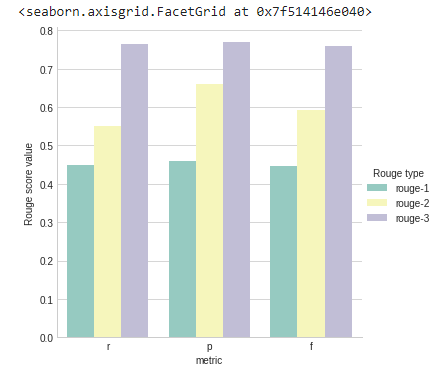 <seaborn.axisgrid.FacetGrid at 0x7f514146e040>
0.8
0.7
0.6
0.5
0.4
0.3
0.2
0.1
0.0
Rouge score value
r p f
metric
Rouge type
rouge-1
rouge-2
rouge-3